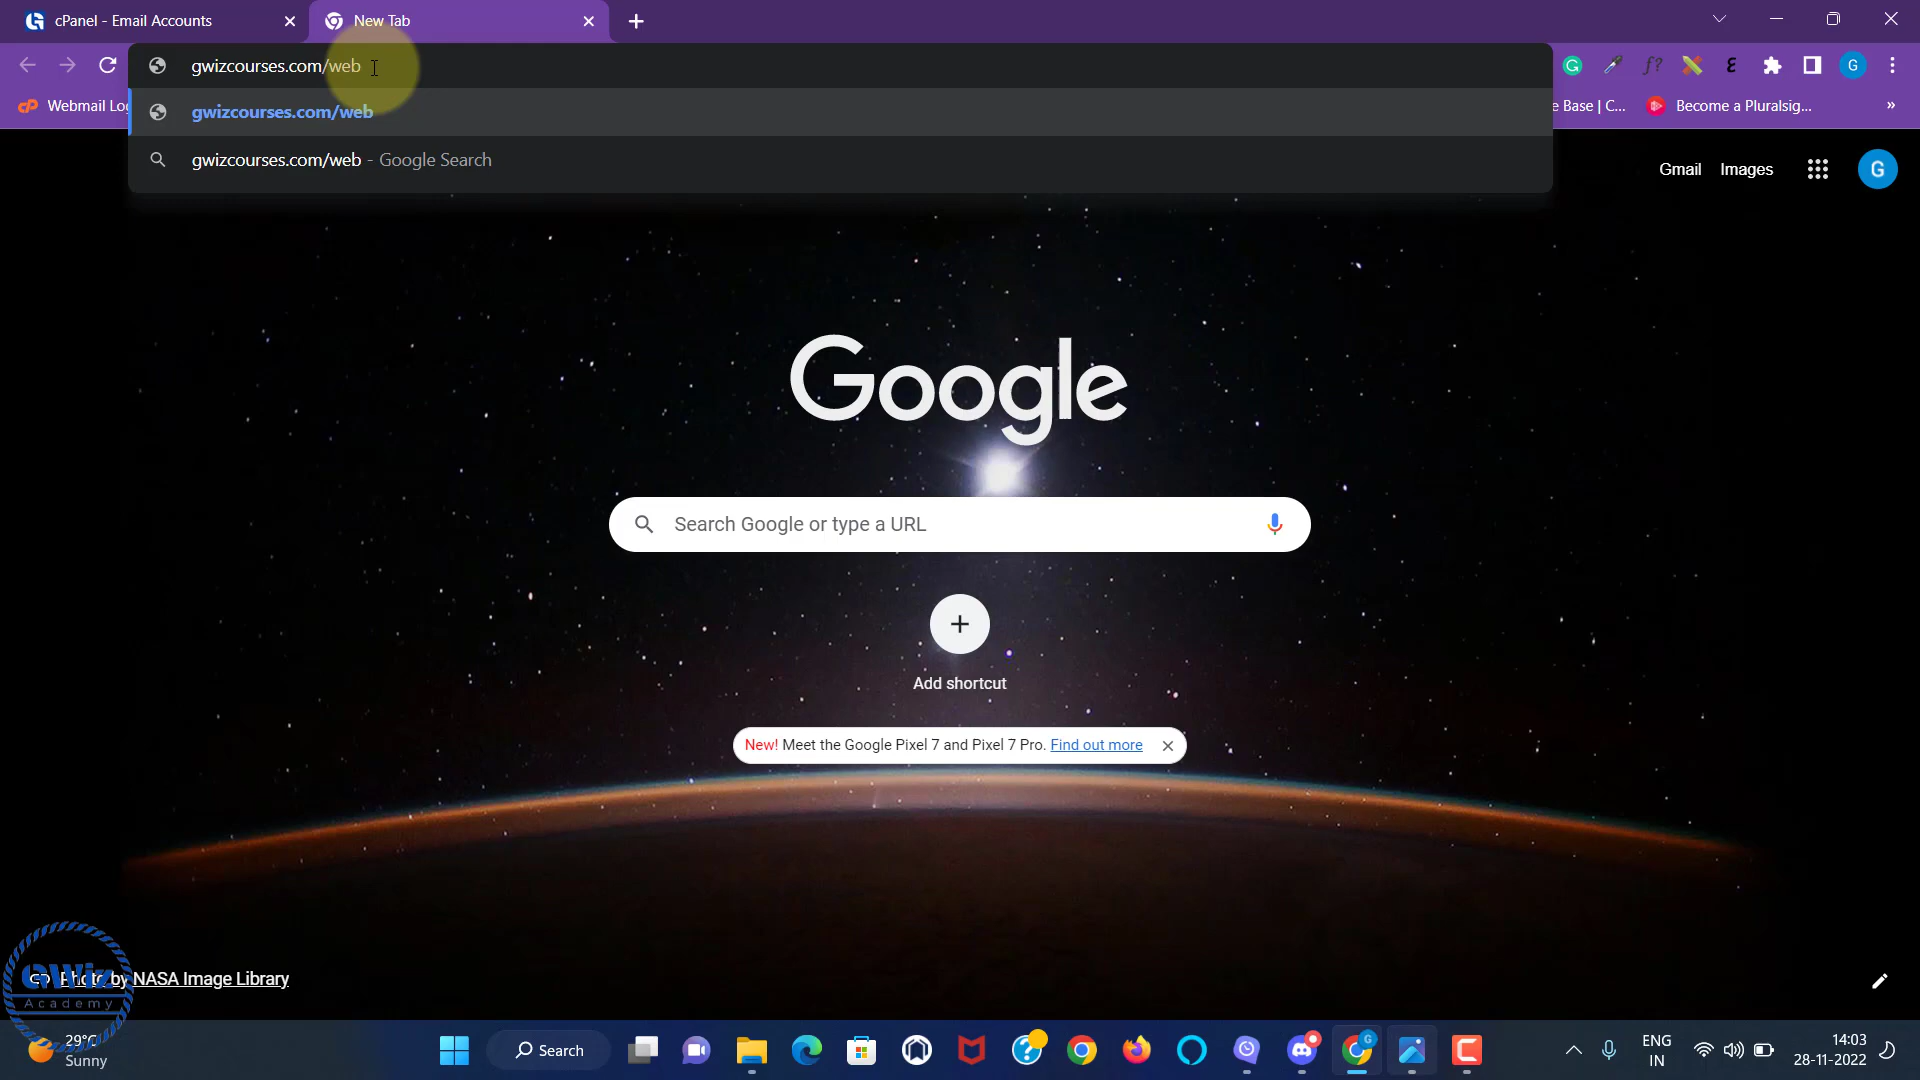 cPanel - Email Accounts
New Tab
gwizcourses.com/web
Webmail Log
gwizcourses.com/web
e Base | C...
Become a Pluralsig...
»
gwizcourses.com/web - Google Search
Gmail Images
G
Google
Search Google or type a URL
Add shortcut
New! Meet the Google Pixel 7 and Pixel 7 Pro. Find out more
GWiz
Academy
Photo by NASA Image Library
29°C
Sunny
Search
ENG
IN
14:03
28-11-2022